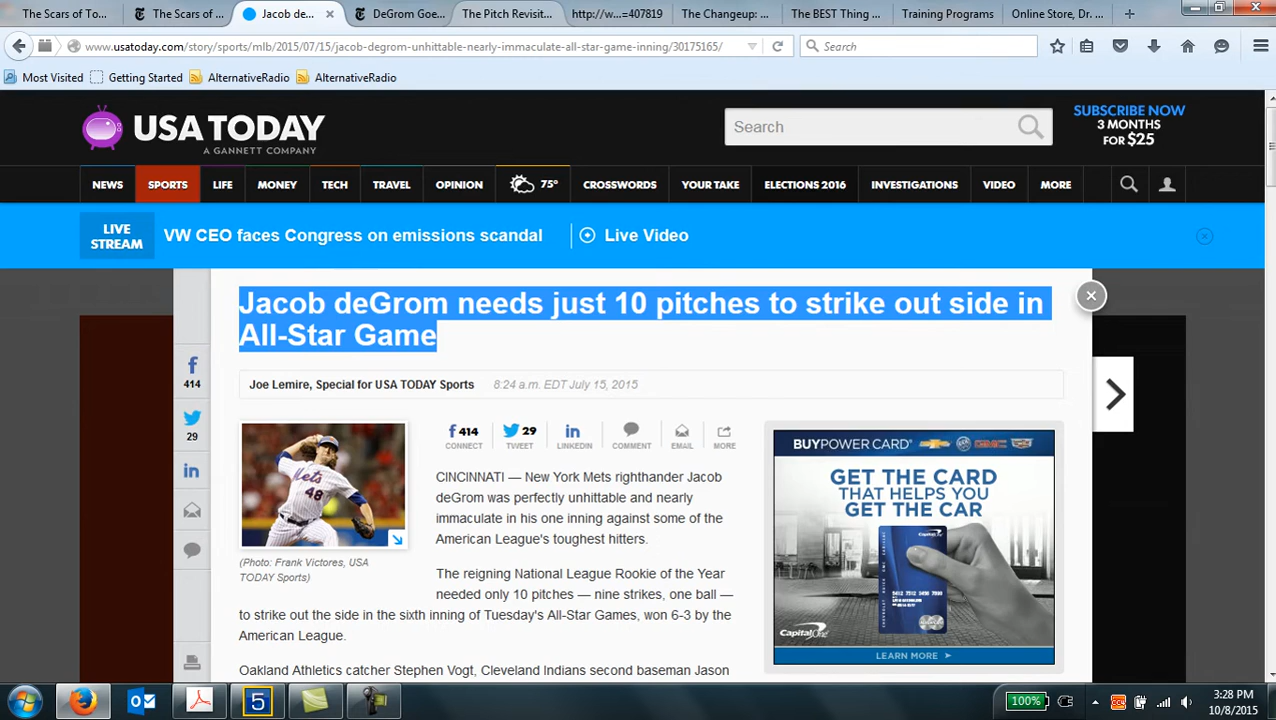 The Scars of To...
The Scars of ...
Jacob de...
DeGrom Goe...
The Pitch Revisit...
http://w...=407819
The Changeup: ...
The BEST Thing ...
Training Programs
Online Store, Dr. ...
www.usatoday.com/story/sports/mlb/2015/07/15/jacob-degrom-unhittable-nearly-immaculate-all-star-game-inning/30175165/
Search
Most Visited
Getting Started
AlternativeRadio
AlternativeRadio
USA TODAY
A GANNETT COMPANY
Search
SUBSCRIBE NOW
3 MONTHS
FOR $25
NEWS
SPORTS
LIFE
MONEY
TECH
TRAVEL
OPINION
75°
CROSSWORDS
YOUR TAKE
ELECTIONS 2016
INVESTIGATIONS
VIDEO
MORE
LIVE
STREAM
VW CEO faces Congress on emissions scandal
Live Video
Jacob deGrom needs just 10 pitches to strike out side in
All-Star Game
414
29
Joe Lemire, Special for USA TODAY Sports
8:24 a.m. EDT July 15, 2015
Mets
48
(Photo: Frank Victores, USA
TODAY Sports)
414
CONNECT
29
TWEET
LINKEDIN
COMMENT
EMAIL
MORE
CINCINNATI — New York Mets righthander Jacob
deGrom was perfectly unhittable and nearly
immaculate in his one inning against some of the
American League's toughest hitters.
The reigning National League Rookie of the Year
needed only 10 pitches — nine strikes, one ball —
to strike out the side in the sixth inning of Tuesday's All-Star Games, won 6-3 by the
American League.
Oakland Athletics catcher Stephen Vogt, Cleveland Indians second baseman Jason
BUYPOWER CARD
GET THE CARD
THAT HELPS YOU
GET THE CAR
Capital One
LEARN MORE
5
100%
3:28 PM
10/8/2015